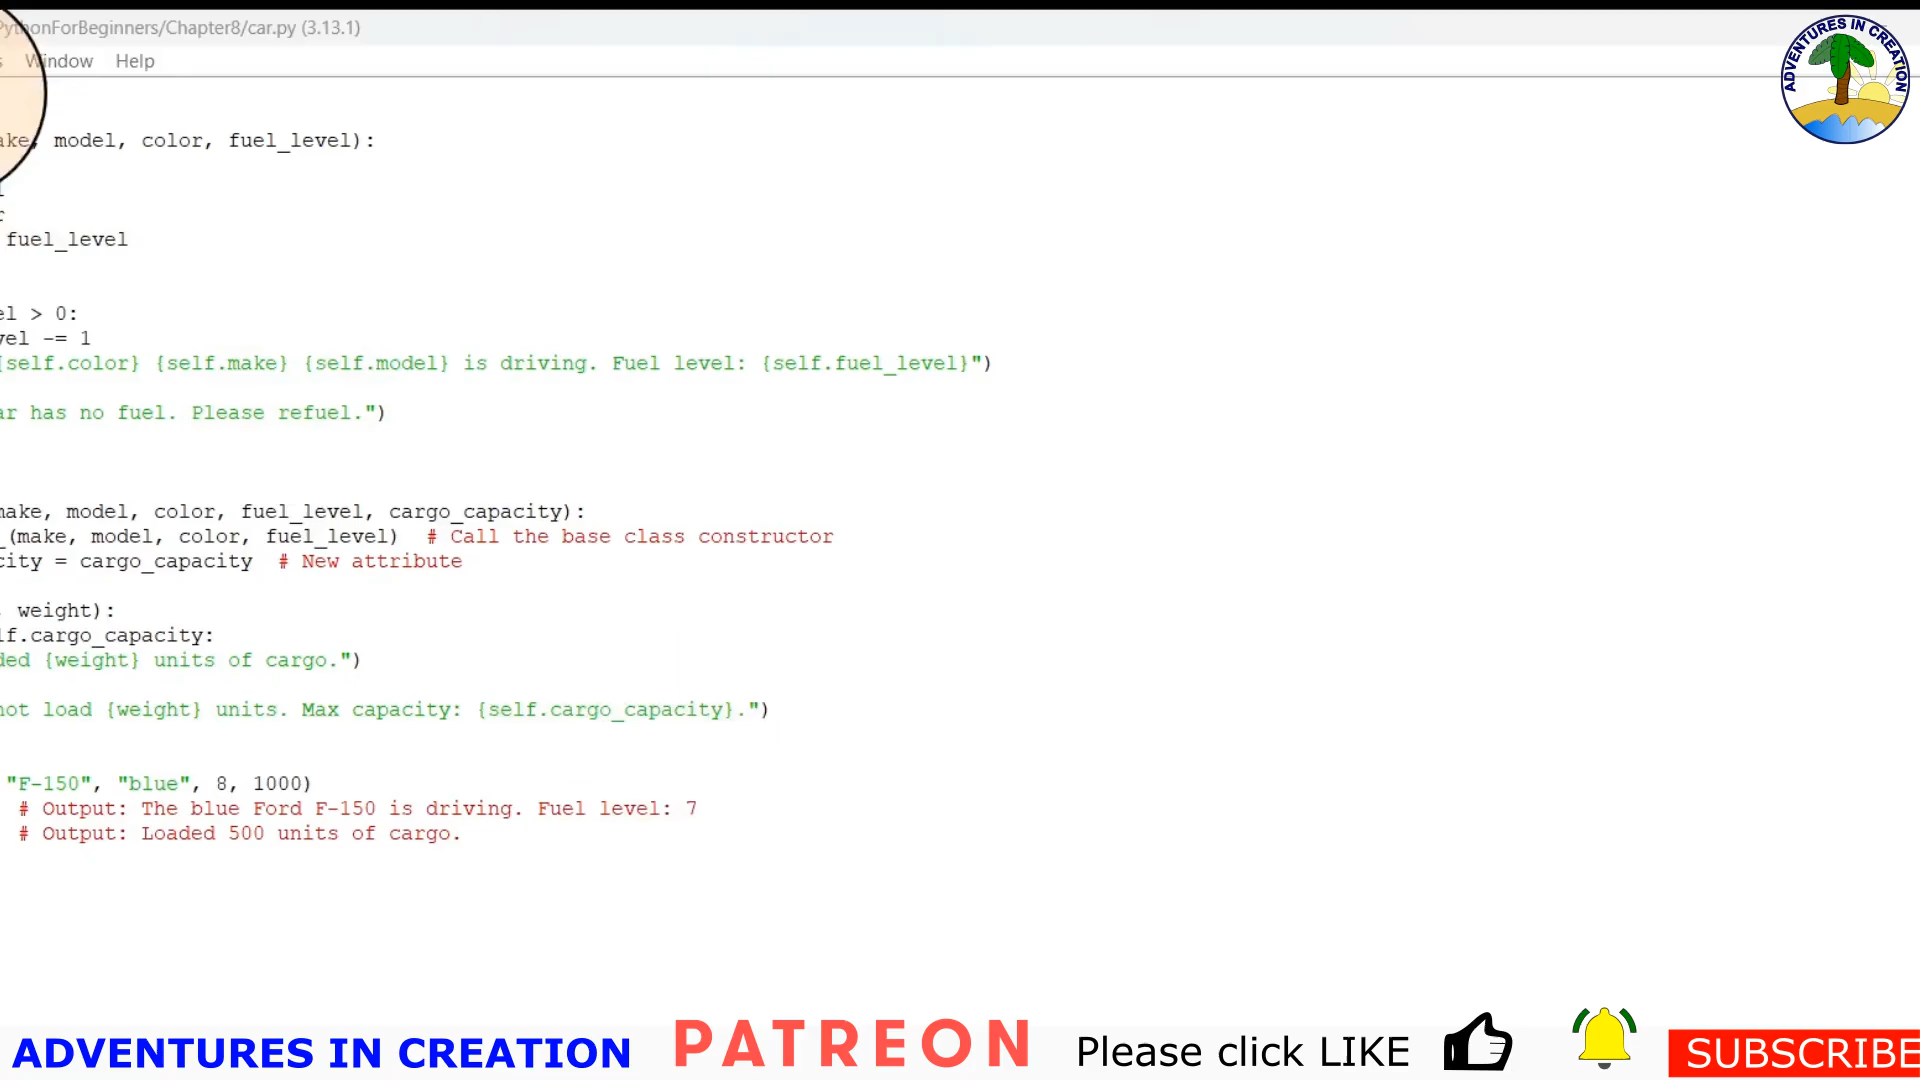 PythonForBeginners/Chapter8/car.py (3.13.1)
Window Help
ADVENTURES IN CREATION
ake, model, color, fuel_level):
fuel_level
el > 0:
vel -= 1
{self.color} {self.make} {self.model} is driving. Fuel level: {self.fuel_level}")
ar has no fuel. Please refuel.")
make, model, color, fuel_level, cargo_capacity):
_(make, model, color, fuel_level)  # Call the base class constructor
city = cargo_capacity  # New attribute
weight):
lf.cargo_capacity:
ded {weight} units of cargo.")
not load {weight} units. Max capacity: {self.cargo_capacity}.")
"F-150", "blue", 8, 1000)
# Output: The blue Ford F-150 is driving. Fuel level: 7
# Output: Loaded 500 units of cargo.
ADVENTURES IN CREATION PATREON Please click LIKE SUBSCRIBE